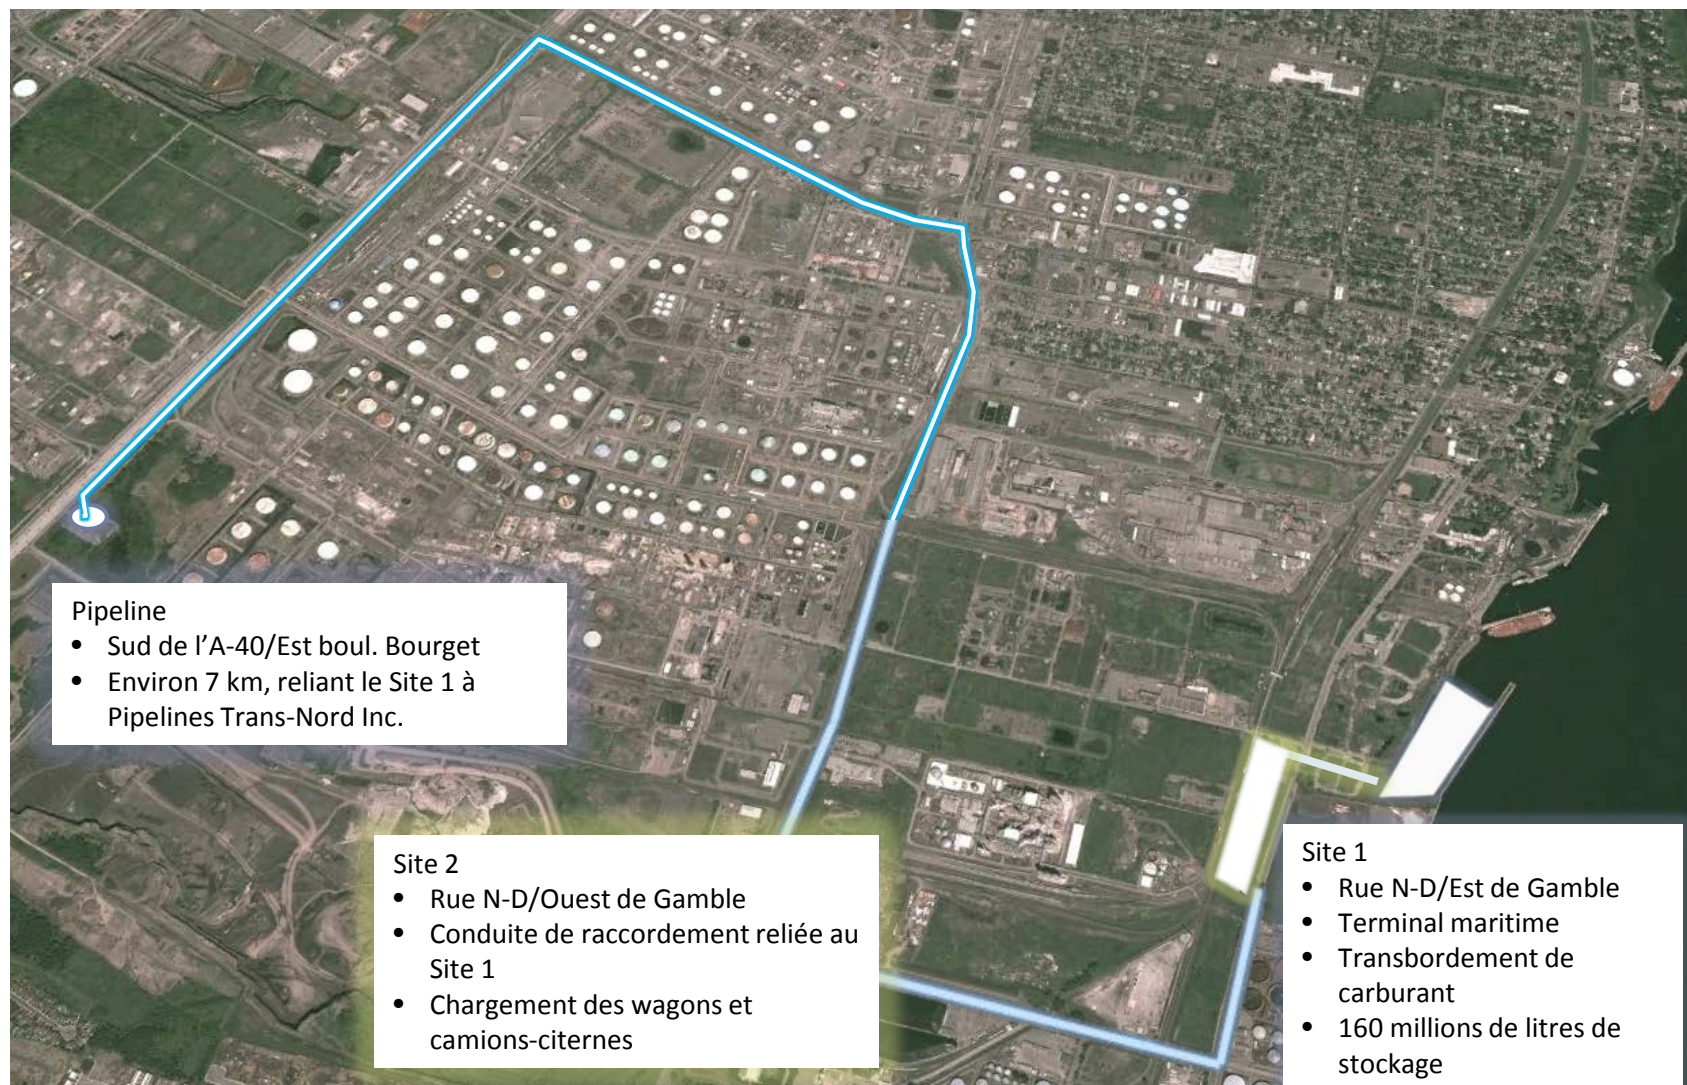 Pipeline
• Sud de l'A-40/Est boul. Bourget
• Environ 7 km, reliant le Site 1 à
Pipelines Trans-Nord Inc.
Site 2
• Rue N-D/Ouest de Gamble
• Conduite de raccordement reliée au
Site 1
• Chargement des wagons et
camions-citernes
Site 1
• Rue N-D/Est de Gamble
• Terminal maritime
• Transbordement de
carburant
• 160 millions de litres de
stockage